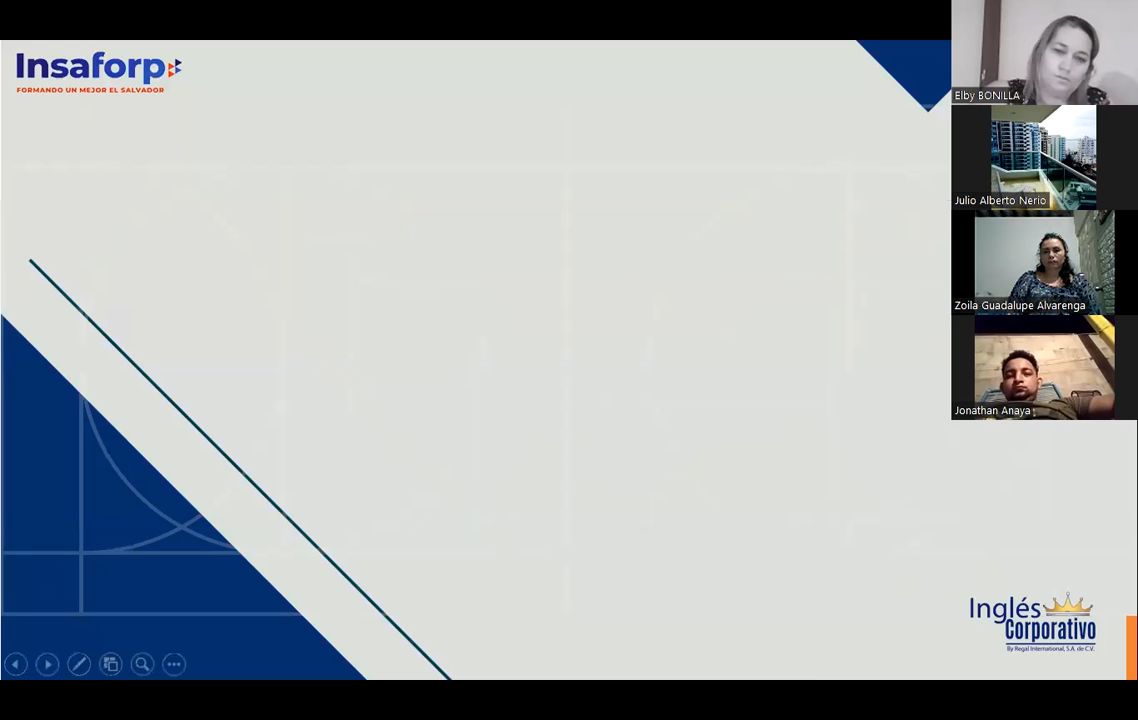 Insaforp
FORMANDO UN MEJOR EL SALVADOR
Elby BONILLA
Julio Alberto Nerio
Zoila Guadalupe Alvarenga
Jonathan Anaya
Inglés
Corporativo
By Regal International, S.A. de C.V.